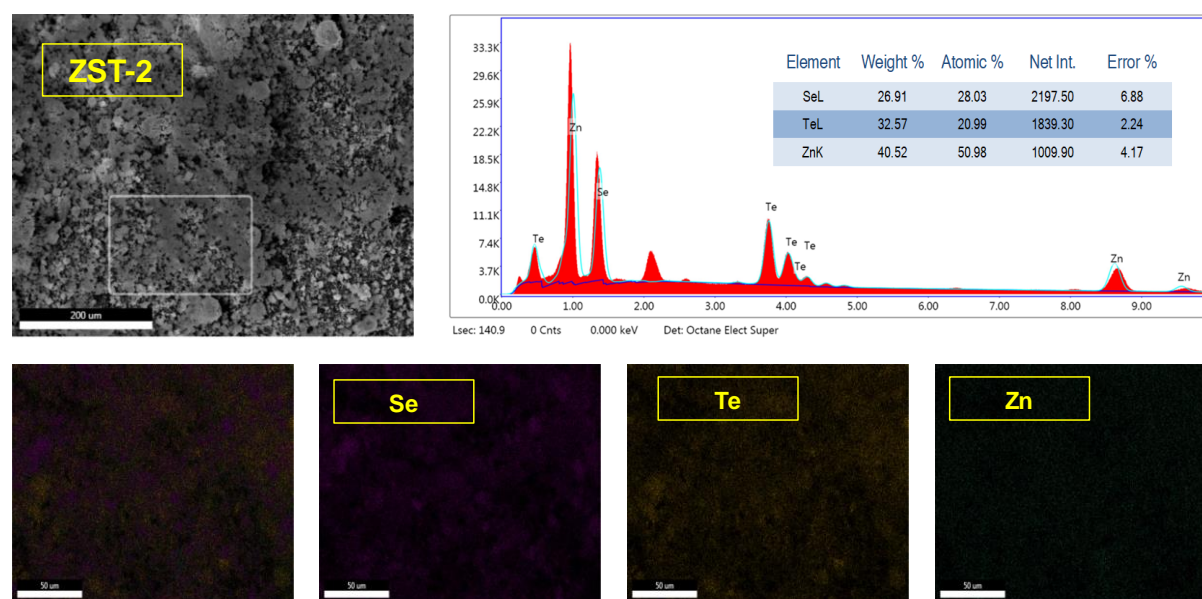 ZST-2
200 um
33.3K
29.6K
25.9K
22.2K
18.5K
14.8K
11.1K
7.4K
3.7K
0.0K
0.00 1.00 2.00 3.00 4.00 5.00 6.00 7.00 8.00 9.00
Te
Zn
Se
Te
Te
Te
Te
Zn
Zn
Element Weight % Atomic % Net Int. Error %
SeL 26.91 28.03 2197.50 6.88
TeL 32.57 20.99 1839.30 2.24
ZnK 40.52 50.98 1009.90 4.17
Lsec: 140.9 0 Cnts 0.000 keV Det: Octane Elect Super
Se
Te
Zn
50 um
50 um
50 um
50 um